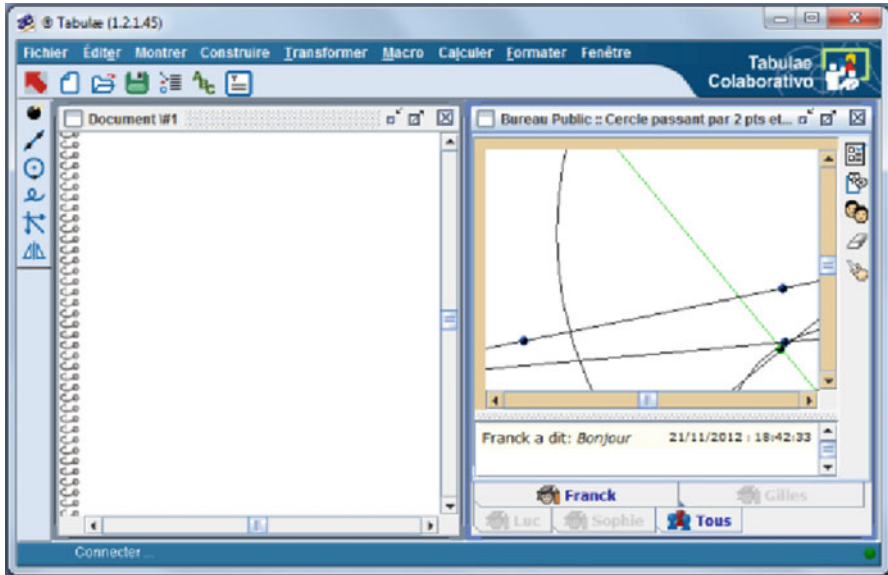 ® Tabulæ (1.2.1.45)
Fichier Éditer Montrer Construire Transformer Macro Calculer Formater Fenêtre
Tabulae
Colaborativo
Document \#1
Bureau Public :: Cercle passant par 2 pts et...
Franck a dit: Bonjour 21/11/2012 : 18:42:33
Franck Gilles
Luc Sophie Tous
Connecter ...